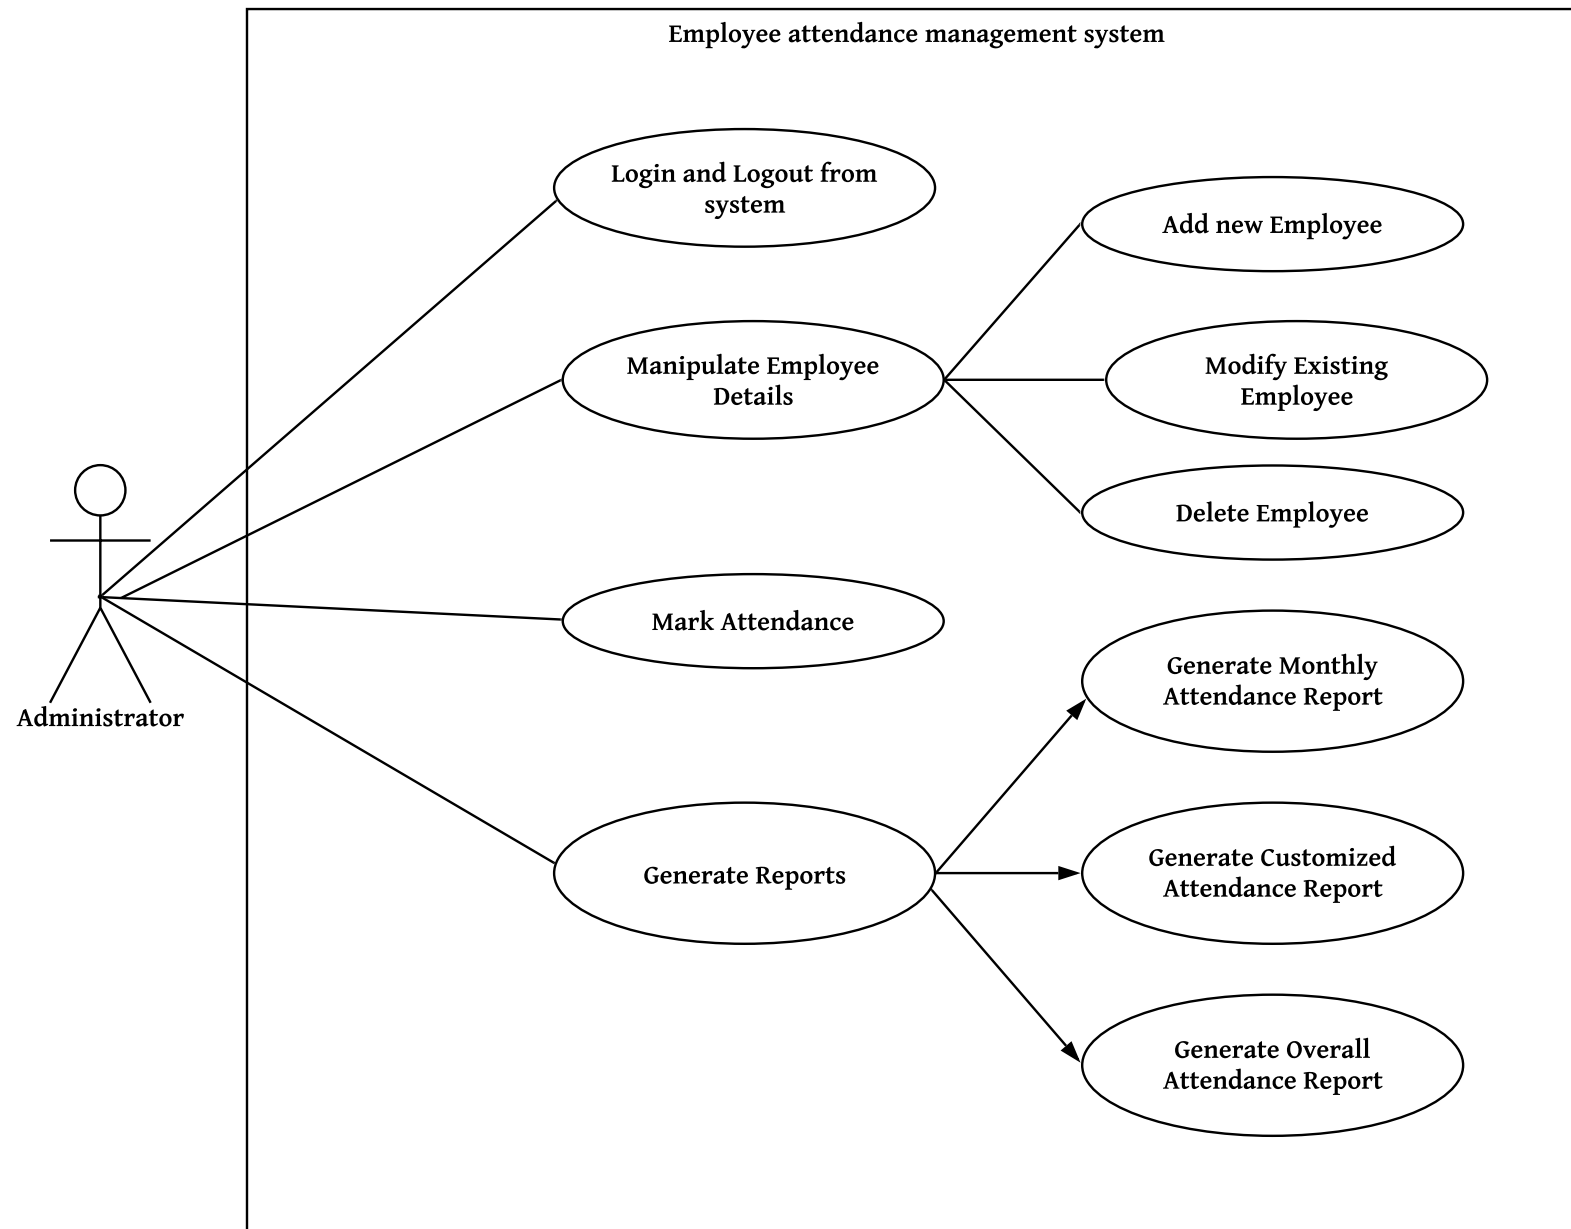 Employee attendance management system
Login and Logout from
system
Add new Employee
Manipulate Employee
Details
Modify Existing
Employee
Delete Employee
Mark Attendance
Administrator
Generate Monthly
Attendance Report
Generate Reports
Generate Customized
Attendance Report
Generate Overall
Attendance Report